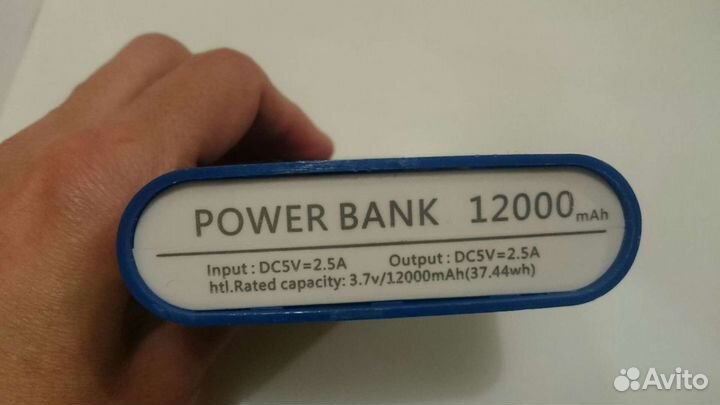 POWER BANK 12000mAh
Input : DC5V=2.5A Output : DC5V=2.5A
htl.Rated capacity: 3.7v/12000mAh(37.44wh)
Avito